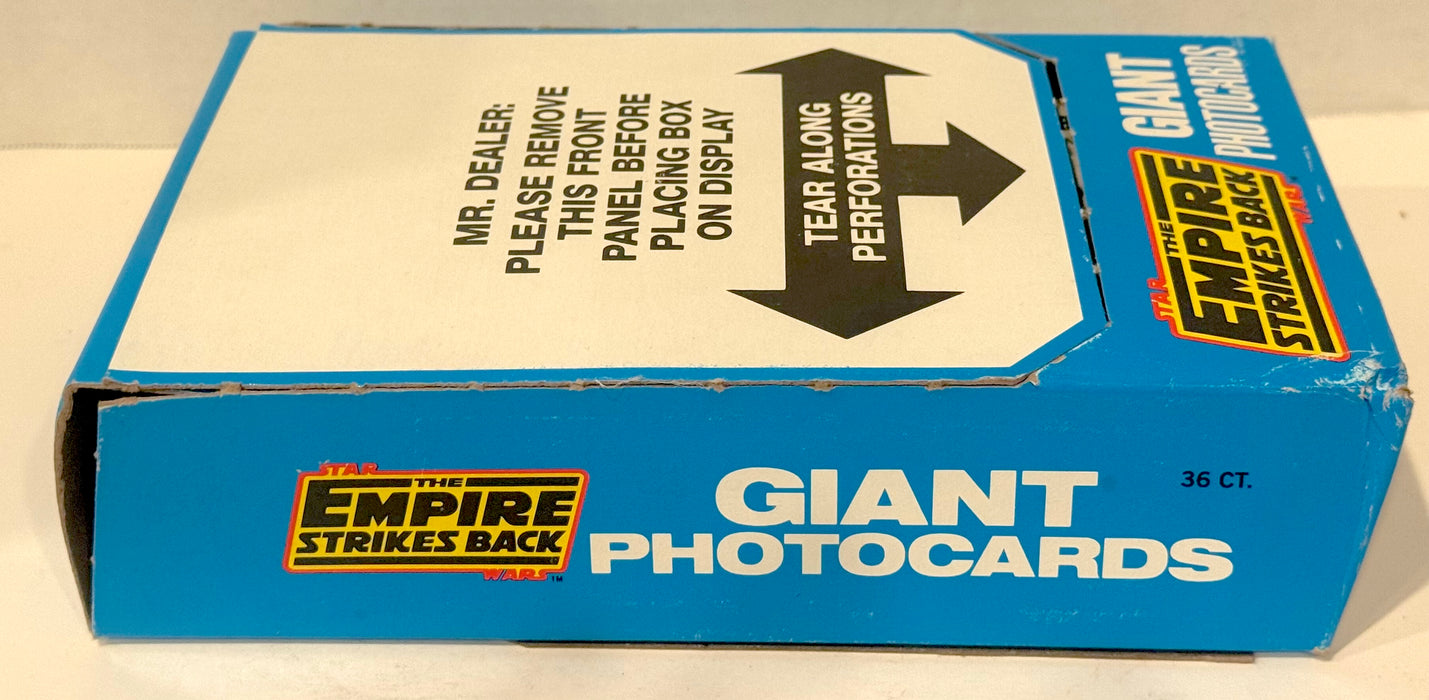 MR. DEALER:
PLEASE REMOVE
THIS FRONT
PANEL BEFORE
PLACING BOX
ON DISPLAY
TEAR ALONG
PERFORATIONS
GIANT
PHOTOCARDS
STAR
THE
EMPIRE
STRIKES BACK
WARS
STAR
THE
EMPIRE
STRIKES BACK
WARS™
GIANT
PHOTOCARDS
36 CT.